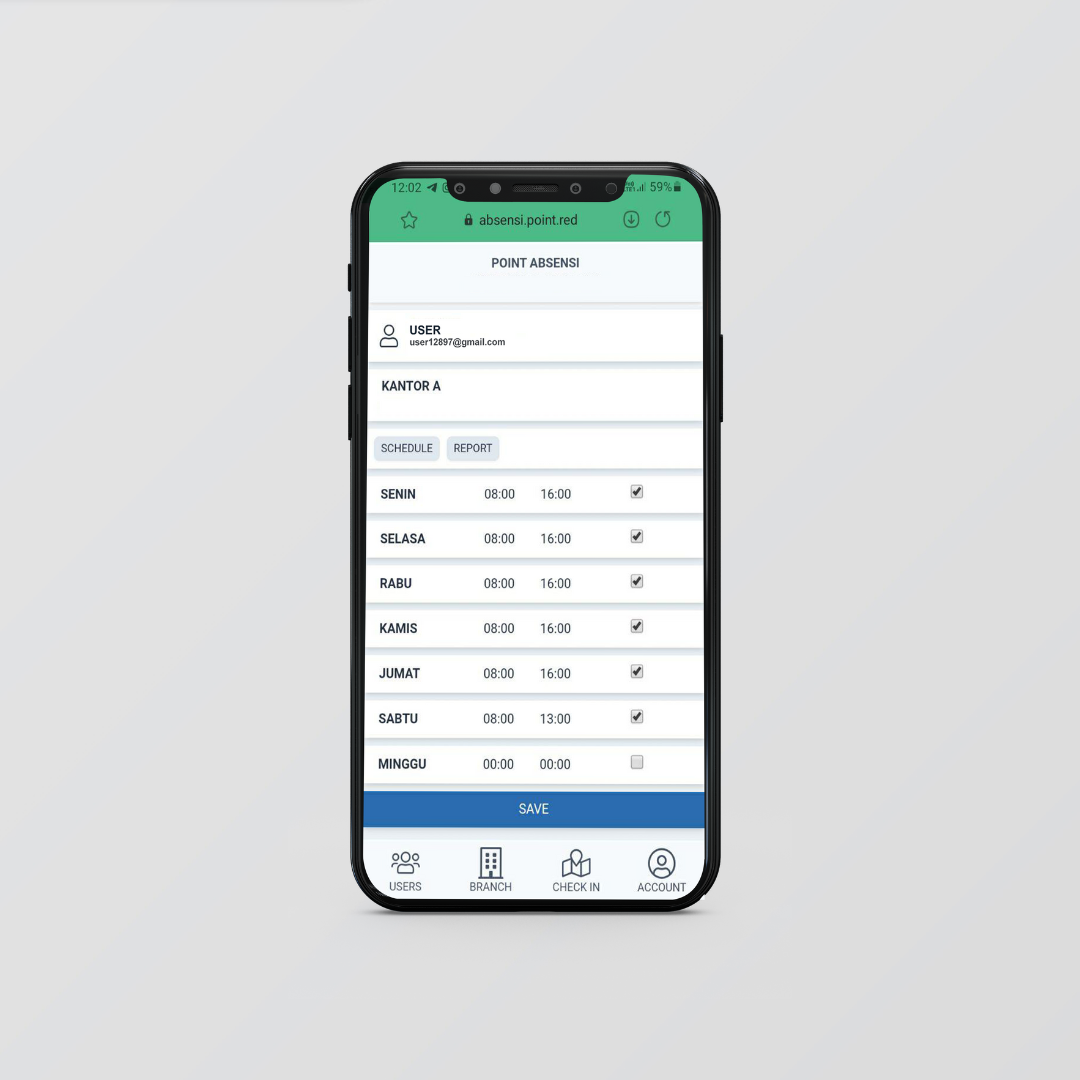 12:02 59%
absensi.point.red
POINT ABSENSI
USER
user12897@gmail.com
KANTOR A
SCHEDULE REPORT
SENIN 08:00 16:00
SELASA 08:00 16:00
RABU 08:00 16:00
KAMIS 08:00 16:00
JUMAT 08:00 16:00
SABTU 08:00 13:00
MINGGU 00:00 00:00
SAVE
USERS BRANCH CHECK IN ACCOUNT